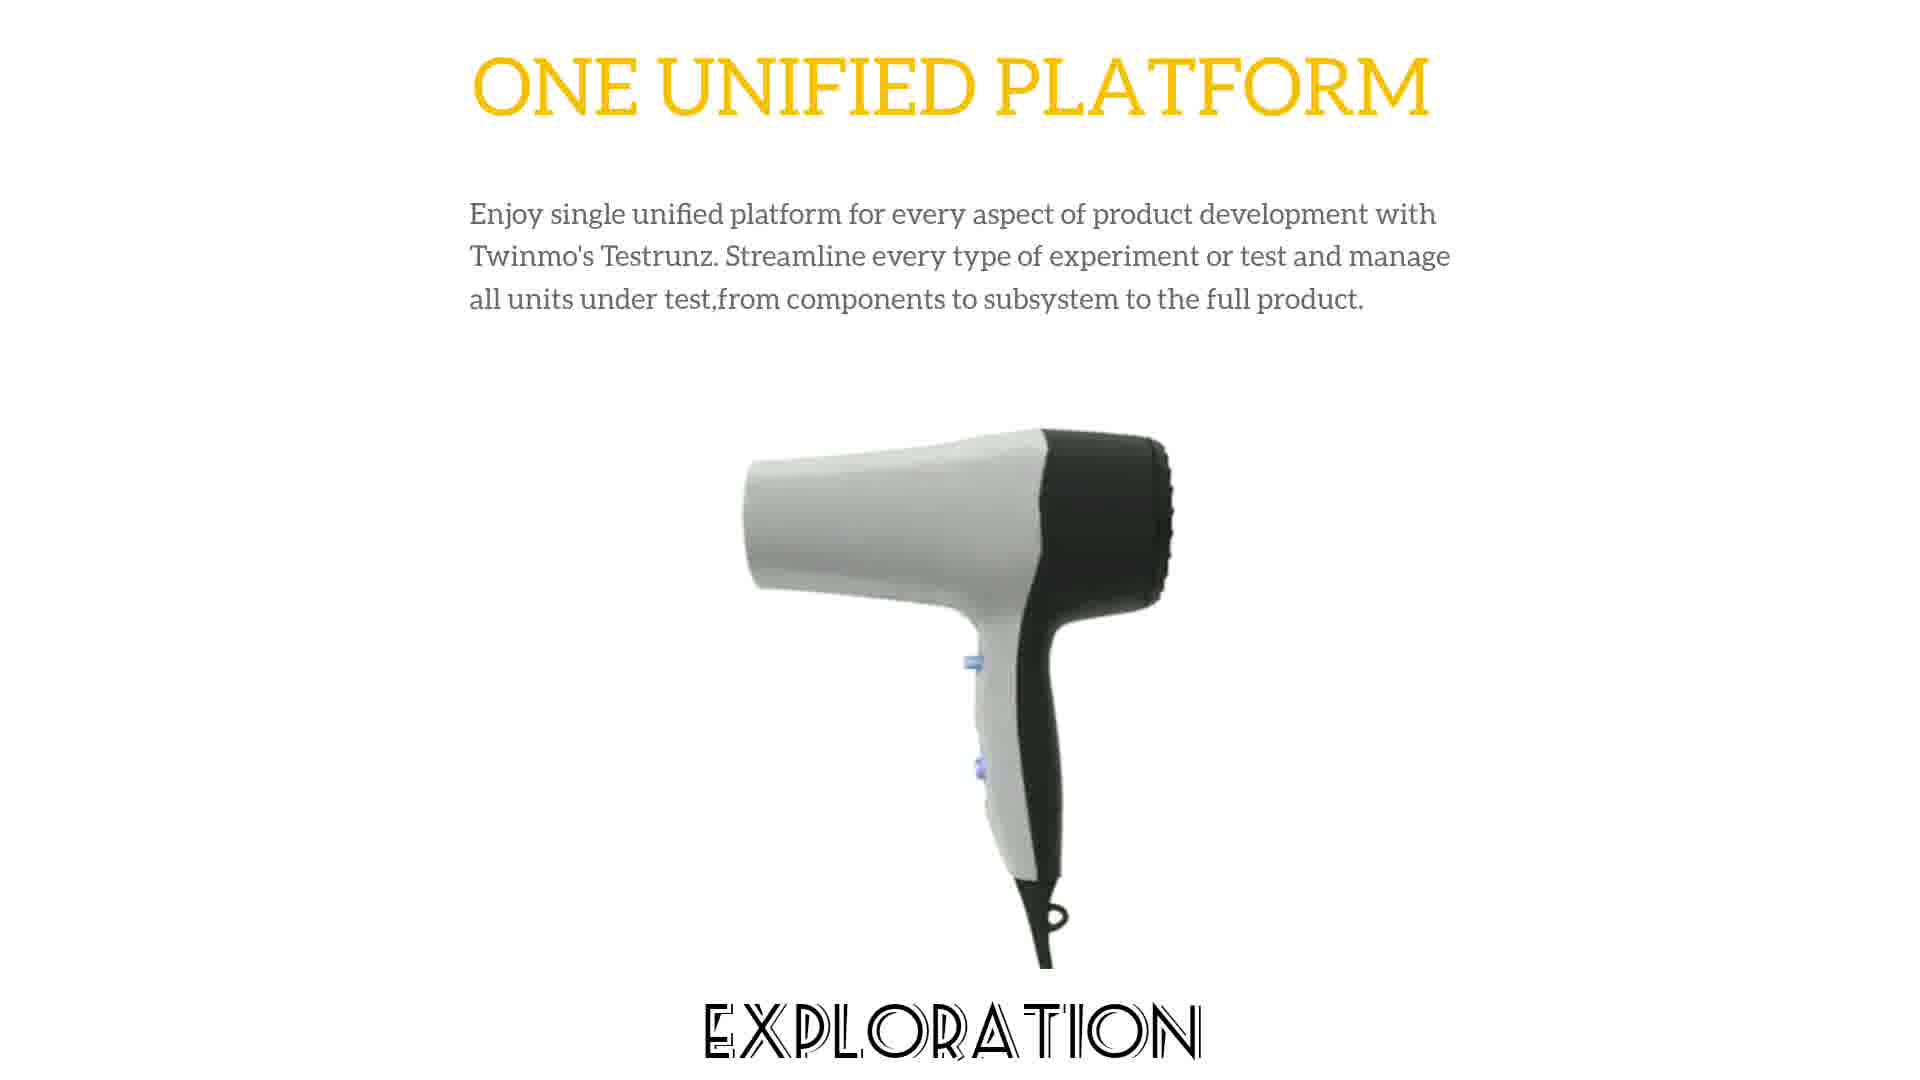 ONE UNIFIED PLATFORM
Enjoy single unified platform for every aspect of product development with
Twinmo's Testrunz. Streamline every type of experiment or test and manage
all units under test,from components to subsystem to the full product.
EXPLORATION